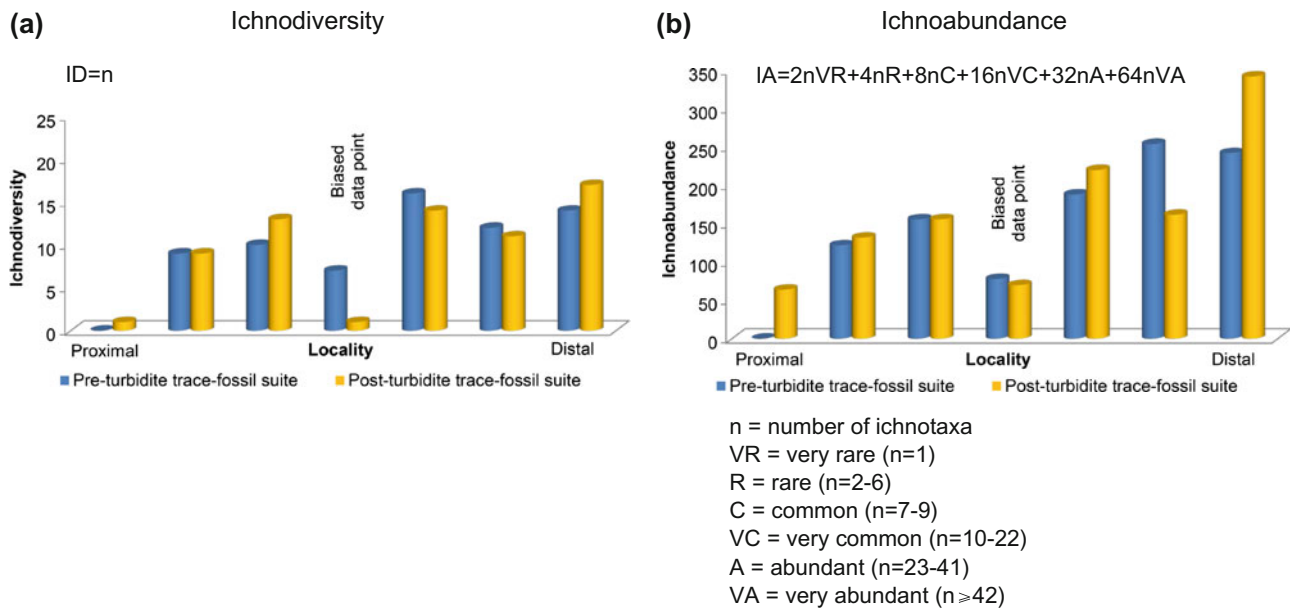 (a)
Ichnodiversity
ID=n
25
20
15
10
5
0
Ichnodiversity
Biased
data point
Proximal
Locality
Distal
Pre-turbidite trace-fossil suite
Post-turbidite trace-fossil suite
(b)
Ichnoabundance
IA=2nVR+4nR+8nC+16nVC+32nA+64nVA
350
300
250
200
150
100
50
0
Ichnoabundance
Biased
data point
Proximal
Locality
Distal
Pre-turbidite trace-fossil suite
Post-turbidite trace-fossil suite
n = number of ichnotaxa
VR = very rare (n=1)
R = rare (n=2-6)
C = common (n=7-9)
VC = very common (n=10-22)
A = abundant (n=23-41)
VA = very abundant (n⩾42)